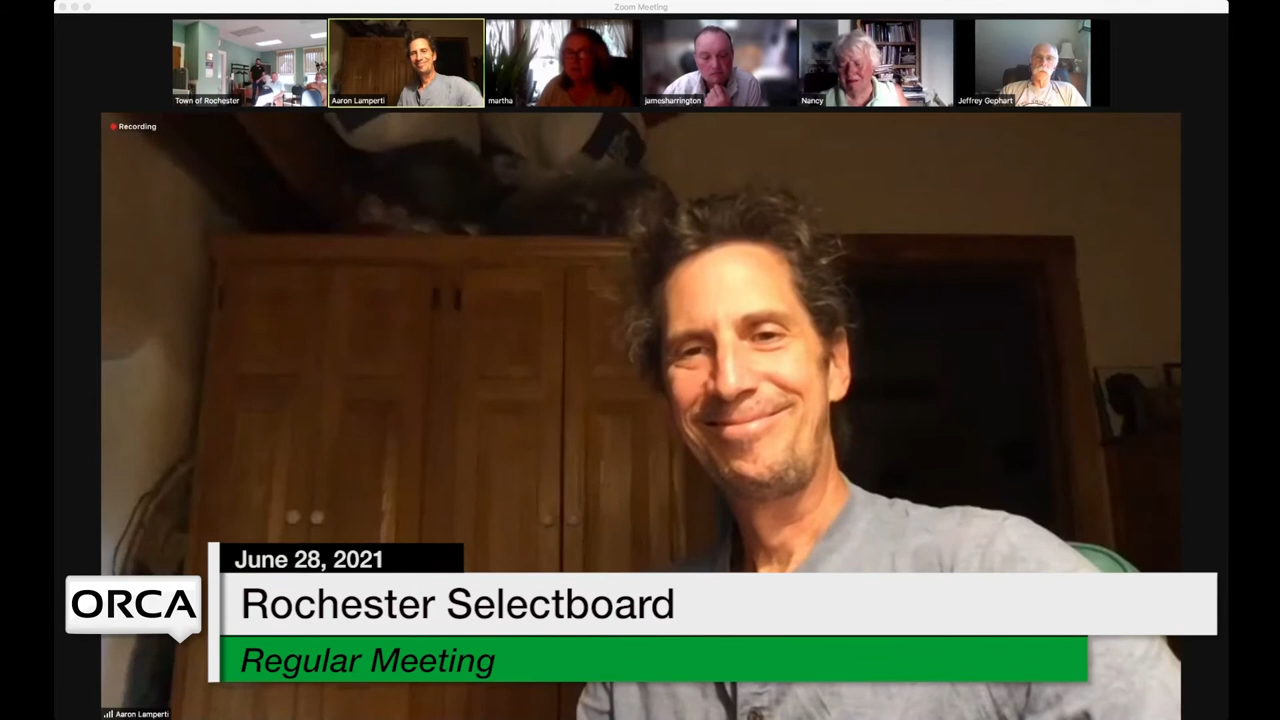 Zoom Meeting
Town of Rochester
Aaron Lamperti
martha
jamesharrington
Nancy
Jeffrey Gephart
Recording
June 28, 2021
ORCA
Rochester Selectboard
Regular Meeting
Aaron Lamperti